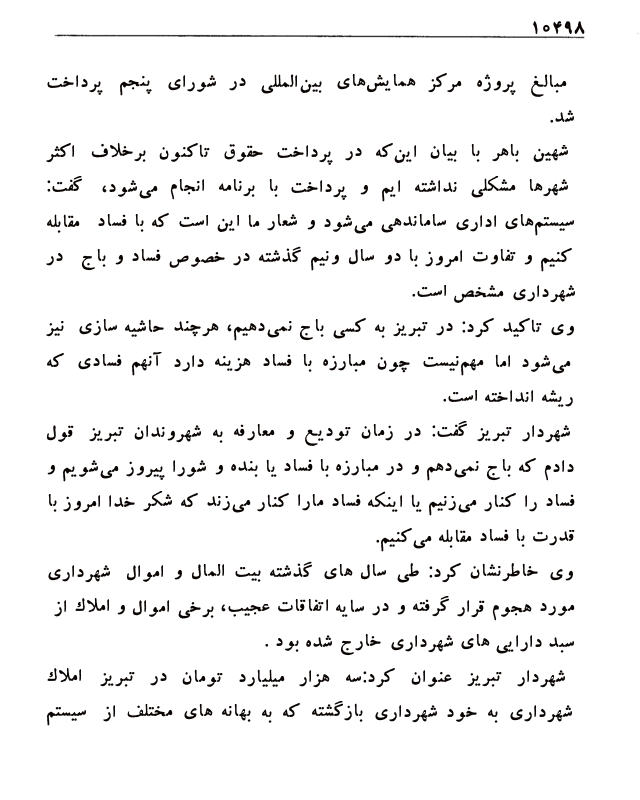 ۱۰۴۹۸
مبالغ پروژه مرکز همایش‌های بین‌المللی در شورای پنجم پرداخت
شد.
شهین باهر با بیان این‌که در پرداخت حقوق تاکنون برخلاف اکثر
شهرها مشکلی نداشته ایم و پرداخت با برنامه انجام می‌شود، گفت:
سیستم‌های اداری ساماندهی می‌شود و شعار ما این است که با فساد مقابله
کنیم و تفاوت امروز با دو سال ونیم گذشته در خصوص فساد و باج در
شهرداری مشخص است.
وی تاکید کرد: در تبریز به کسی باج نمی‌دهیم، هرچند حاشیه سازی نیز
می‌شود اما مهم‌نیست چون مبارزه با فساد هزینه دارد آنهم فسادی که
ریشه انداخته است.
شهردار تبریز گفت: در زمان تودیع و معارفه به شهروندان تبریز قول
دادم که باج نمی‌دهم و در مبارزه با فساد یا بنده و شورا پیروز می‌شویم و
فساد را کنار می‌زنیم یا اینکه فساد مارا کنار می‌زند که شکر خدا امروز با
قدرت با فساد مقابله می‌کنیم.
وی خاطرنشان کرد: طی سال های گذشته بیت المال و اموال شهرداری
مورد هجوم قرار گرفته و در سایه اتفاقات عجیب، برخی اموال و املاك از
سبد دارایی های شهرداری خارج شده بود .
شهردار تبریز عنوان کرد:سه هزار میلیارد تومان در تبریز املاك
شهرداری به خود شهرداری بازگشته که به بهانه های مختلف از سیستم